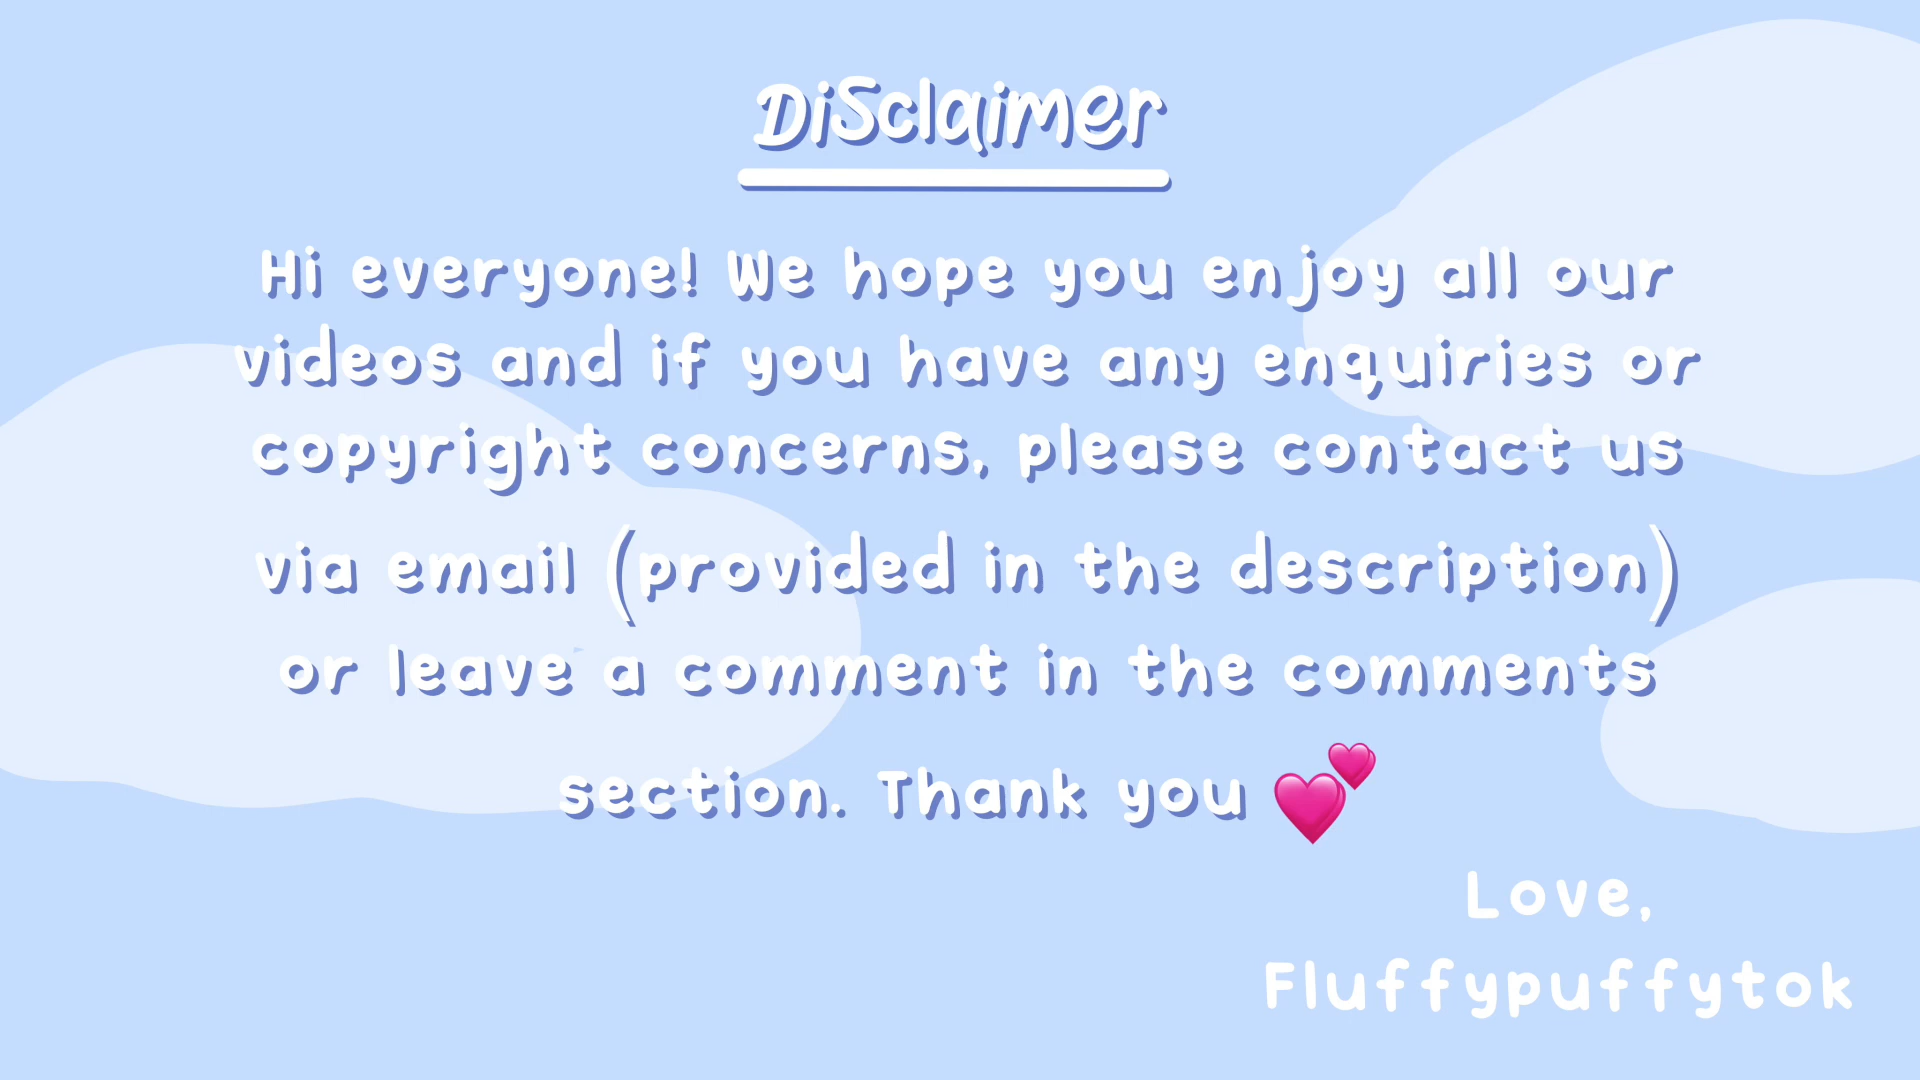 DiSclaimer
Hi everyone! We hope you enjoy all our
videos and if you have any enquiries or
copyright concerns, please contact us
via email (provided in the description)
or leave a comment in the comments
section. Thank you 💕
Love,
Fluffypuffytok